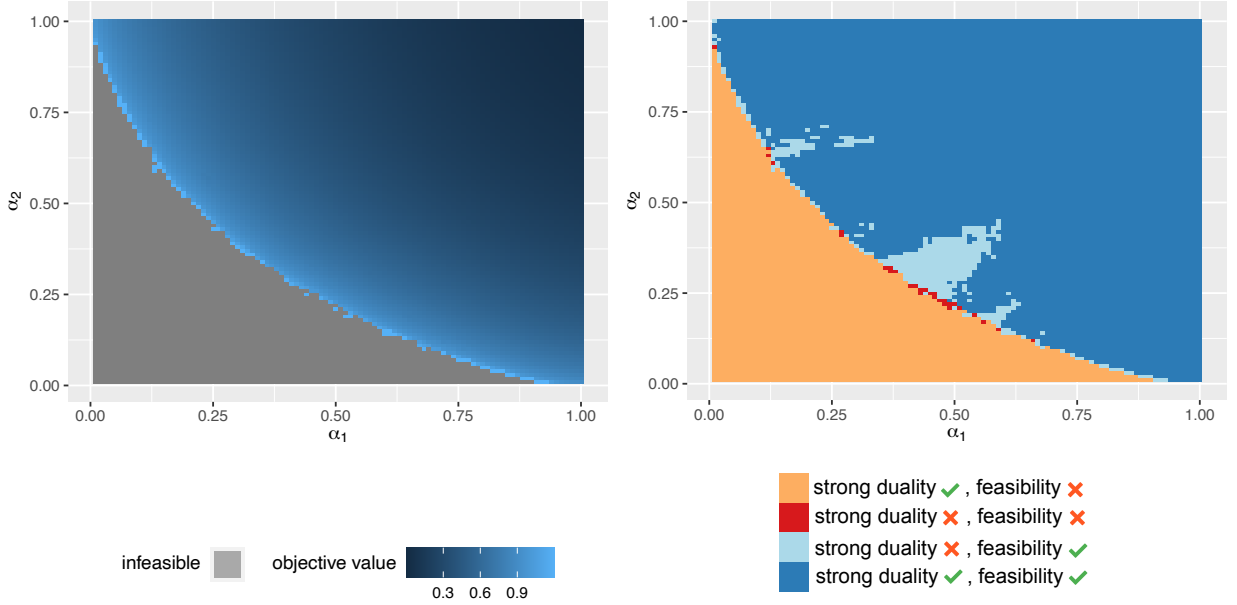 1.00
0.75
0.50
0.25
0.00
α2
0.00 0.25 0.50 0.75 1.00
α1
infeasible
objective value
0.3 0.6 0.9
1.00
0.75
0.50
0.25
0.00
α2
0.00 0.25 0.50 0.75 1.00
α1
strong duality ✓ , feasibility ✗
strong duality ✗ , feasibility ✗
strong duality ✗ , feasibility ✓
strong duality ✓ , feasibility ✓